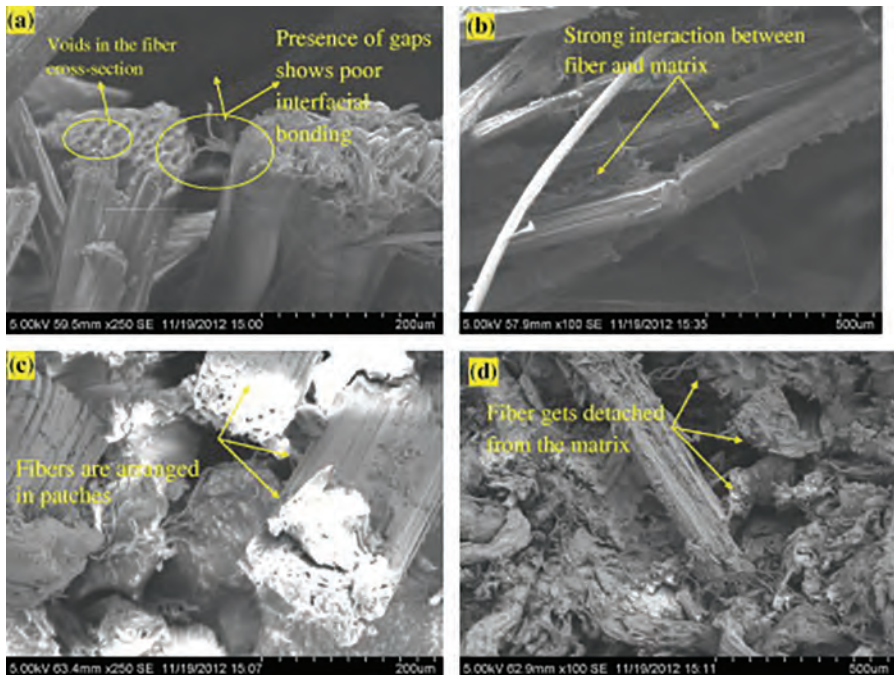 (a)
Voids in the fiber
cross-section
Presence of gaps
shows poor
interfacial
bonding
5.00kV 59.5mm x250 SE 11/19/2012 15:00
200um
(b)
Strong interaction between
fiber and matrix
5.00kV 57.9mm x100 SE 11/18/2012 15:35
500um
(c)
Fibers are arranged
in patches
5.00kV 63.4mm x250 SE 11/19/2012 15:07
200um
(d)
Fiber gets detached
from the matrix
5.00kV 62.9mm x100 SE 11/19/2012 15:11
500um